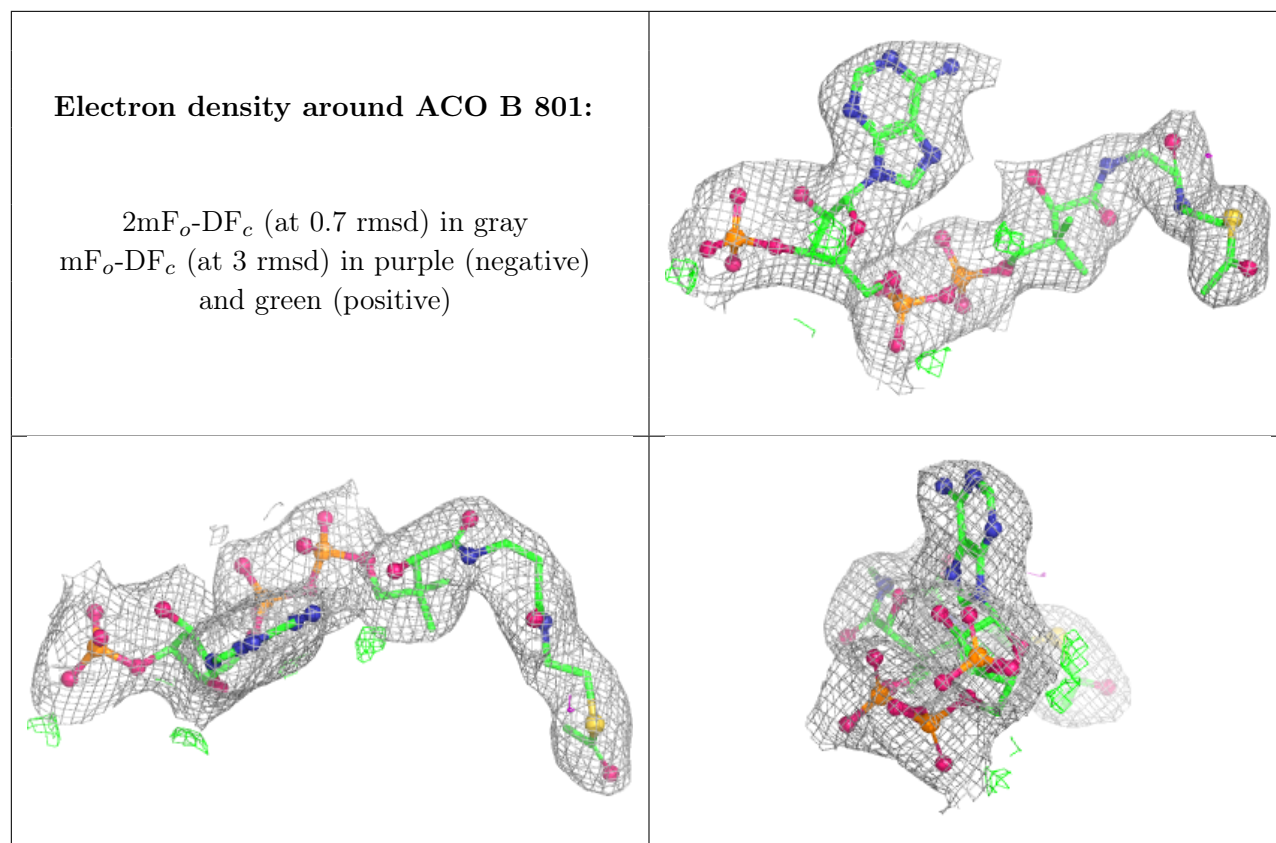 Electron density around ACO B 801:
2mFo-DFc (at 0.7 rmsd) in gray
mFo-DFc (at 3 rmsd) in purple (negative)
and green (positive)